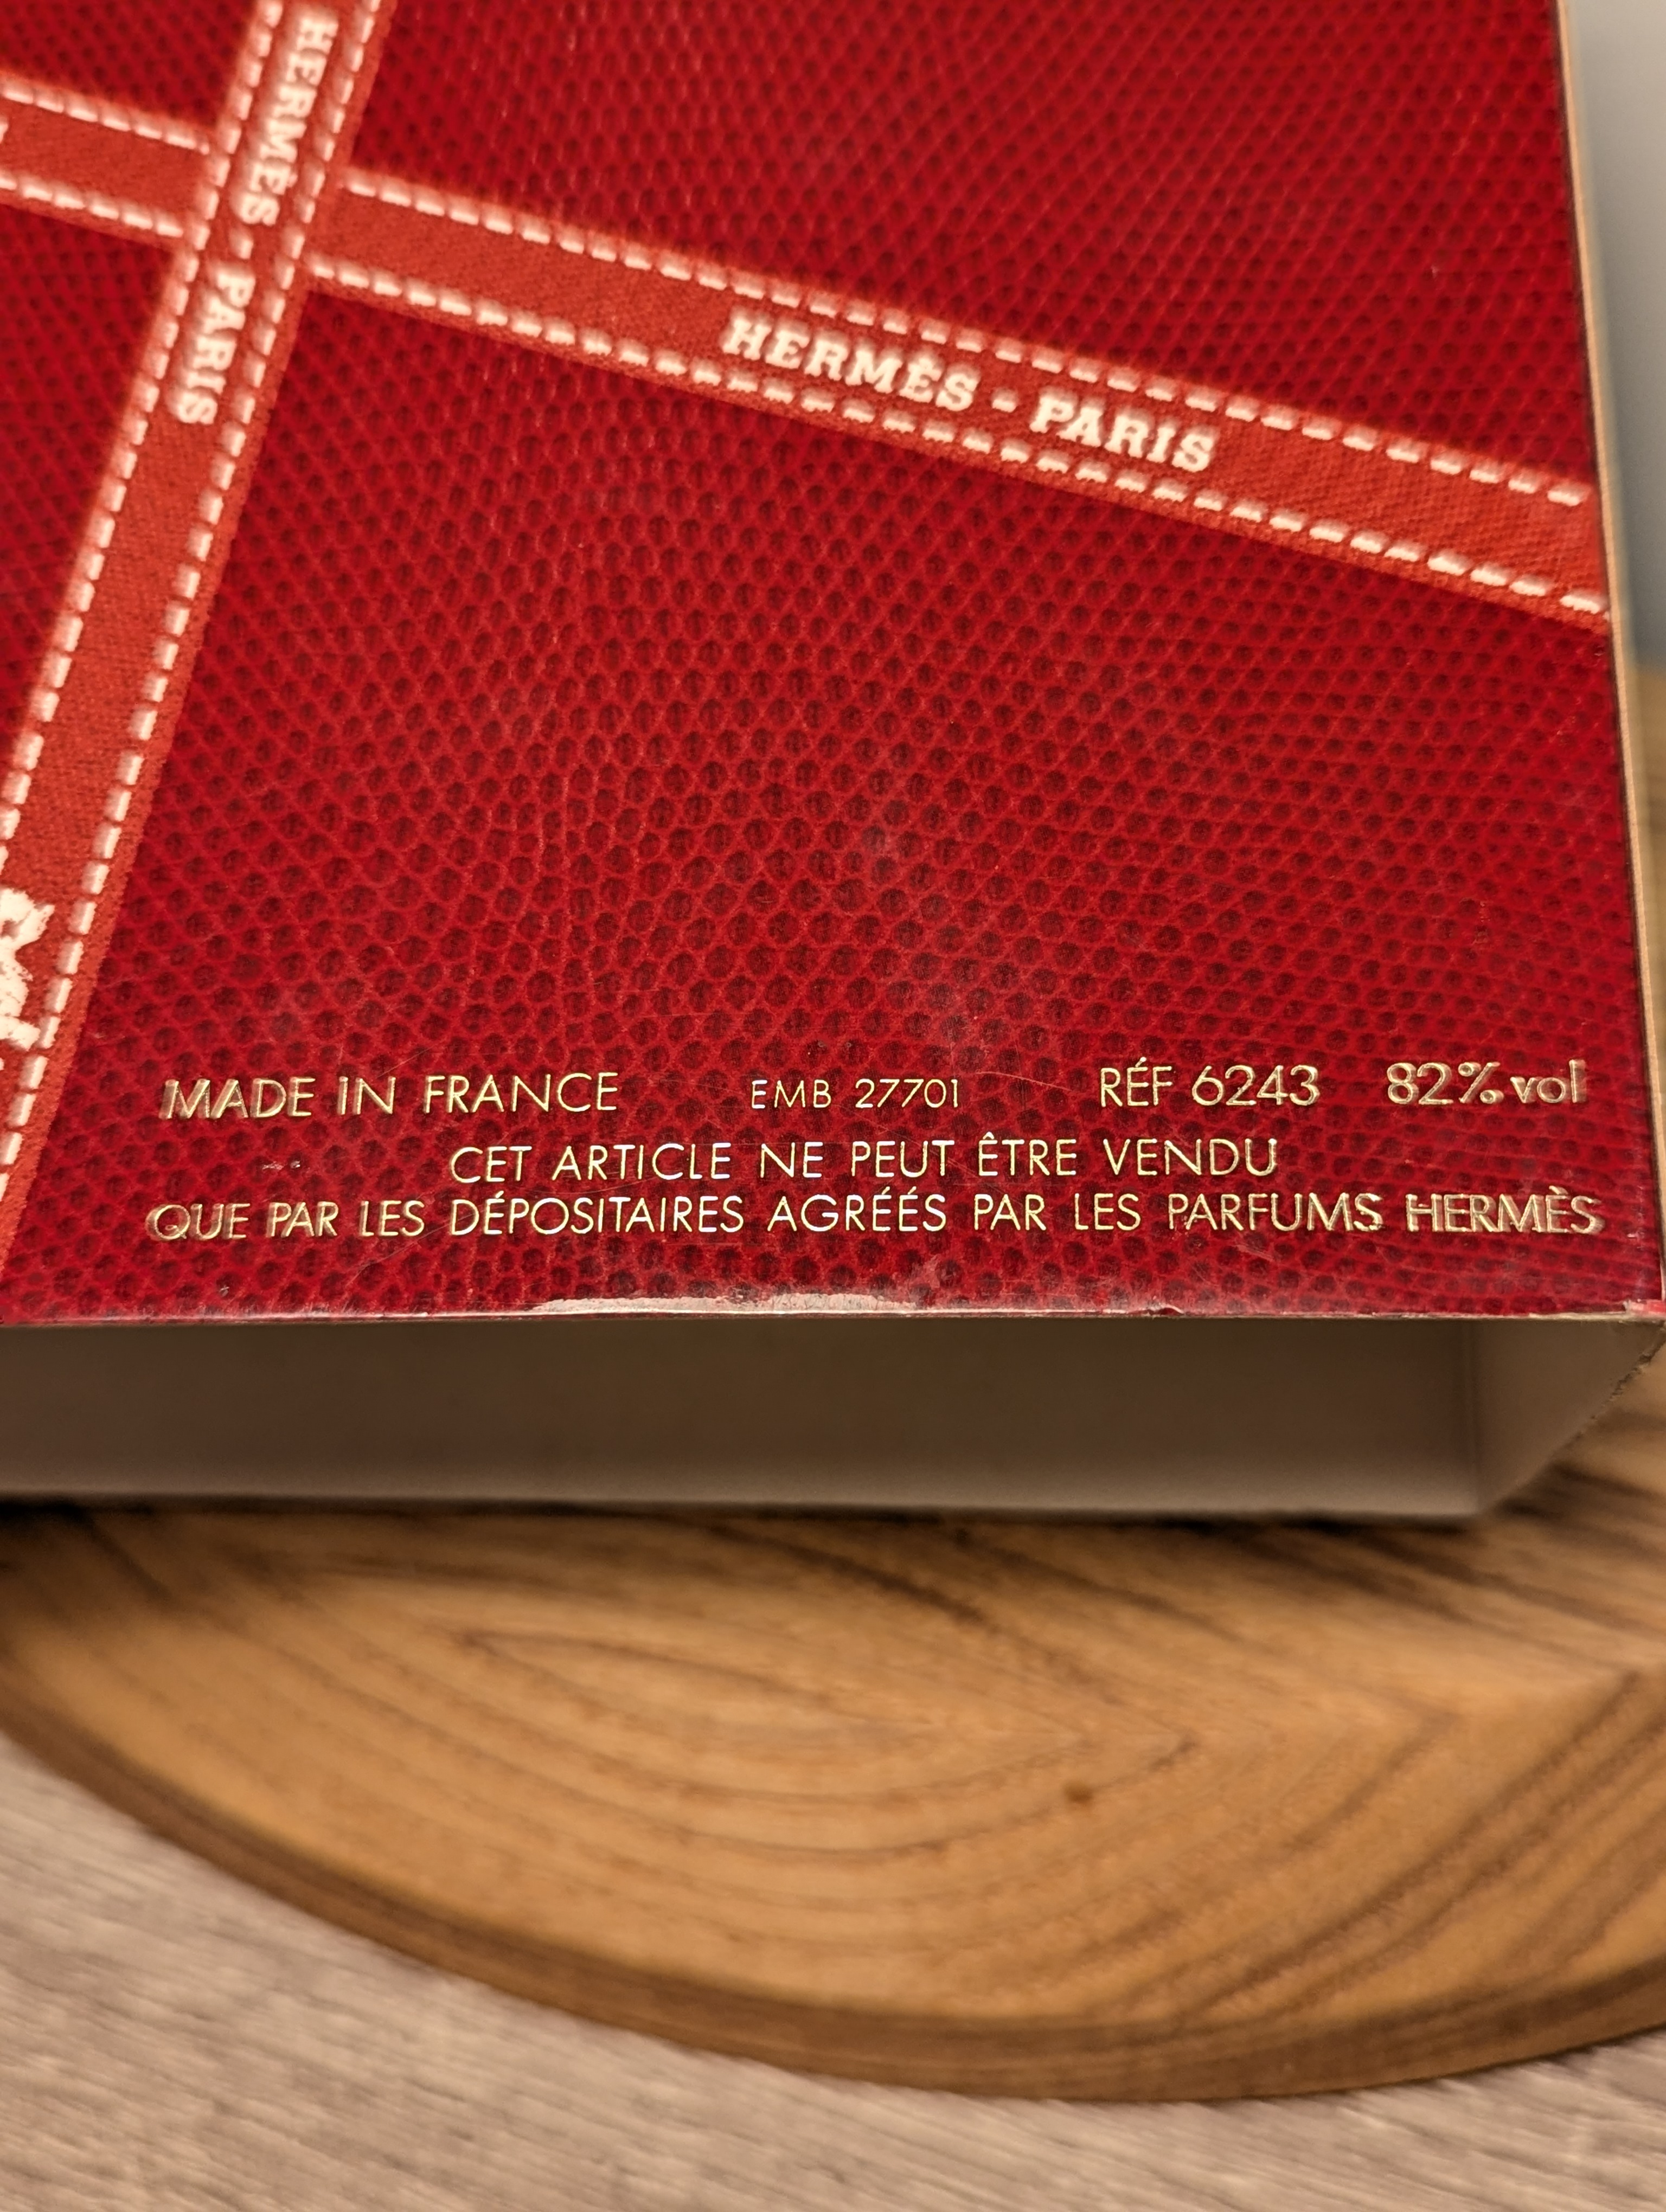 HERMÈS - PARIS
HERMÈS - PARIS
MADE IN FRANCE EMB 27701 RÉF 6243 82% vol
CET ARTICLE NE PEUT ÊTRE VENDU
QUE PAR LES DÉPOSITAIRES AGRÉÉS PAR LES PARFUMS HERMÈS